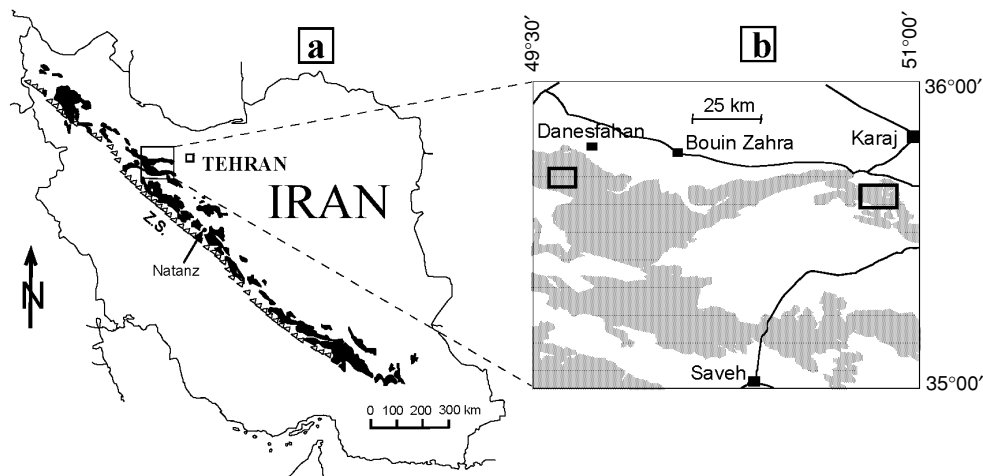 a
TEHRAN
IRAN
Z.S.
Natanz
N
0 100 200 300 km
b
49°30'
51°00'
36°00'
25 km
Danesfahan
Bouin Zahra
Karaj
Saveh
35°00'